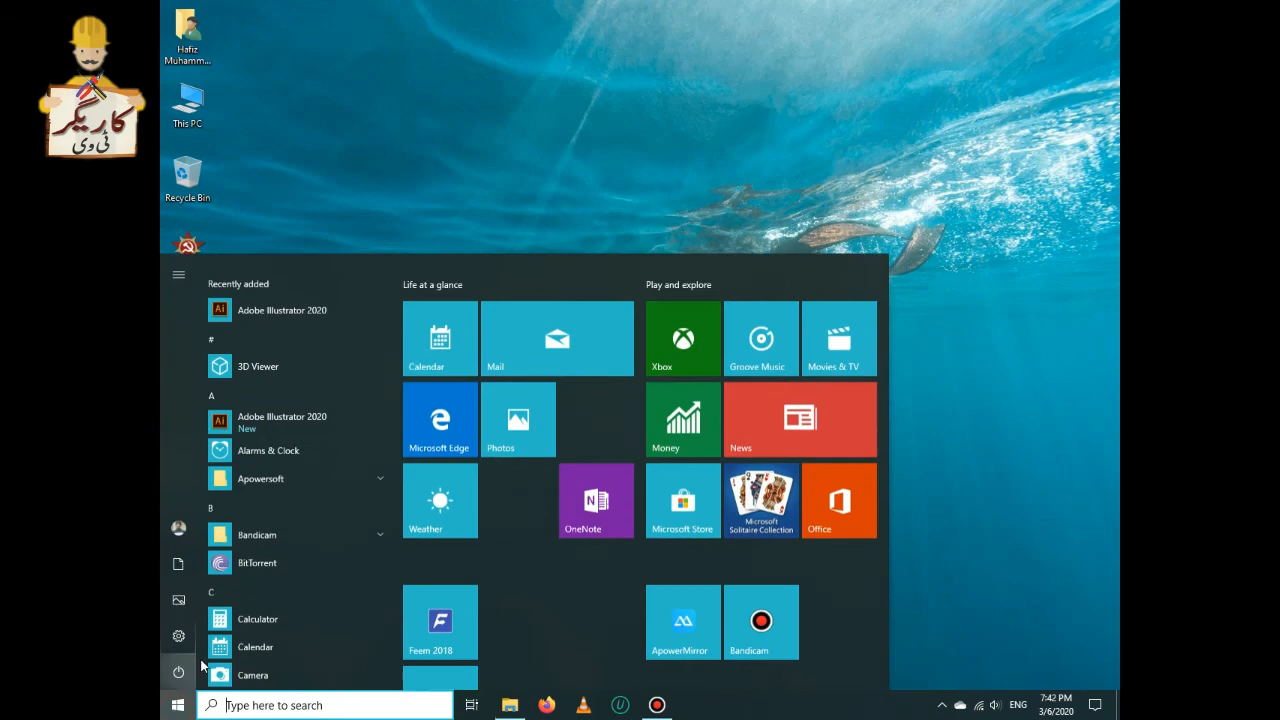 کاریگر
ٹی وی
Hafiz
Muhamm...
This PC
Recycle Bin
Recently added
Adobe Illustrator 2020
#
3D Viewer
A
Adobe Illustrator 2020
New
Alarms & Clock
Apowersoft
B
Bandicam
BitTorrent
C
Calculator
Calendar
Camera
Life at a glance
Calendar
Mail
Microsoft Edge
Photos
Weather
OneNote
Feem 2018
Play and explore
Xbox
Groove Music
Movies & TV
Money
News
Microsoft Store
Microsoft
Solitaire Collection
Office
ApowerMirror
Bandicam
Type here to search
ENG
7:42 PM
3/6/2020